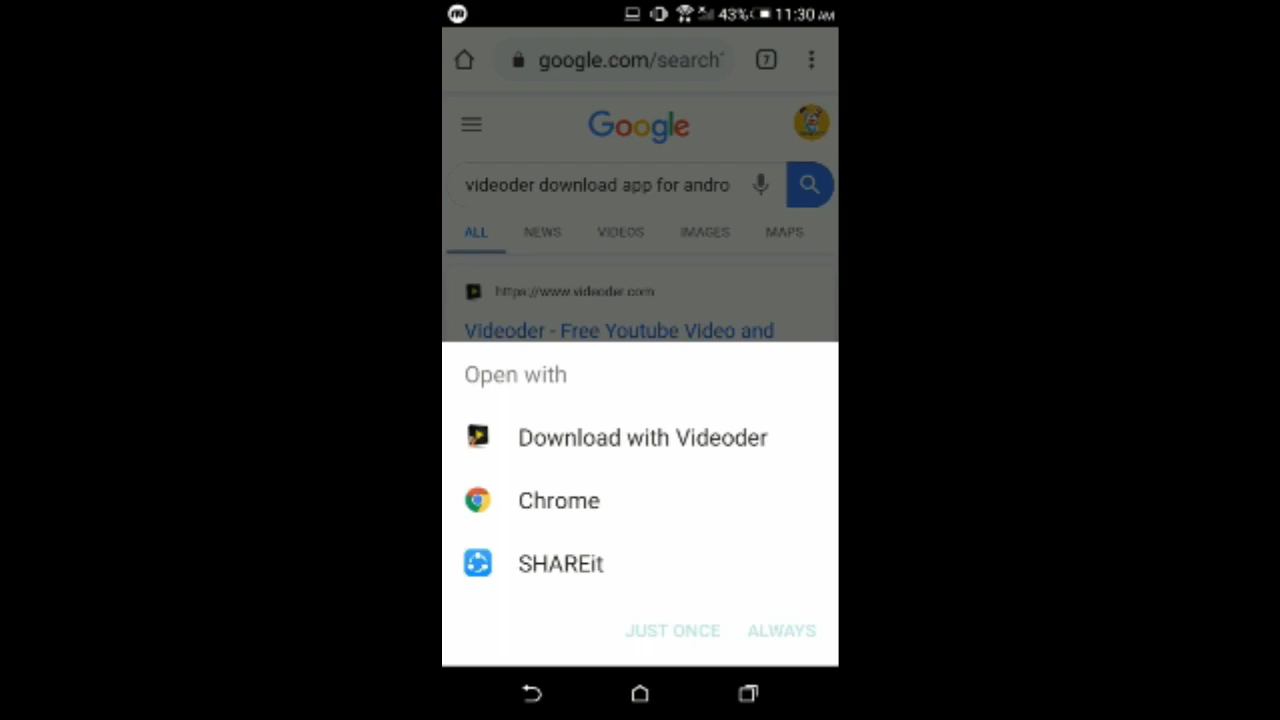 43% 11:30 AM
google.com/search
7
Google
videoder download app for andro
ALL NEWS VIDEOS IMAGES MAPS
https://www.videoder.com
Videoder - Free Youtube Video and
Open with
Download with Videoder
Chrome
SHAREit
JUST ONCE ALWAYS